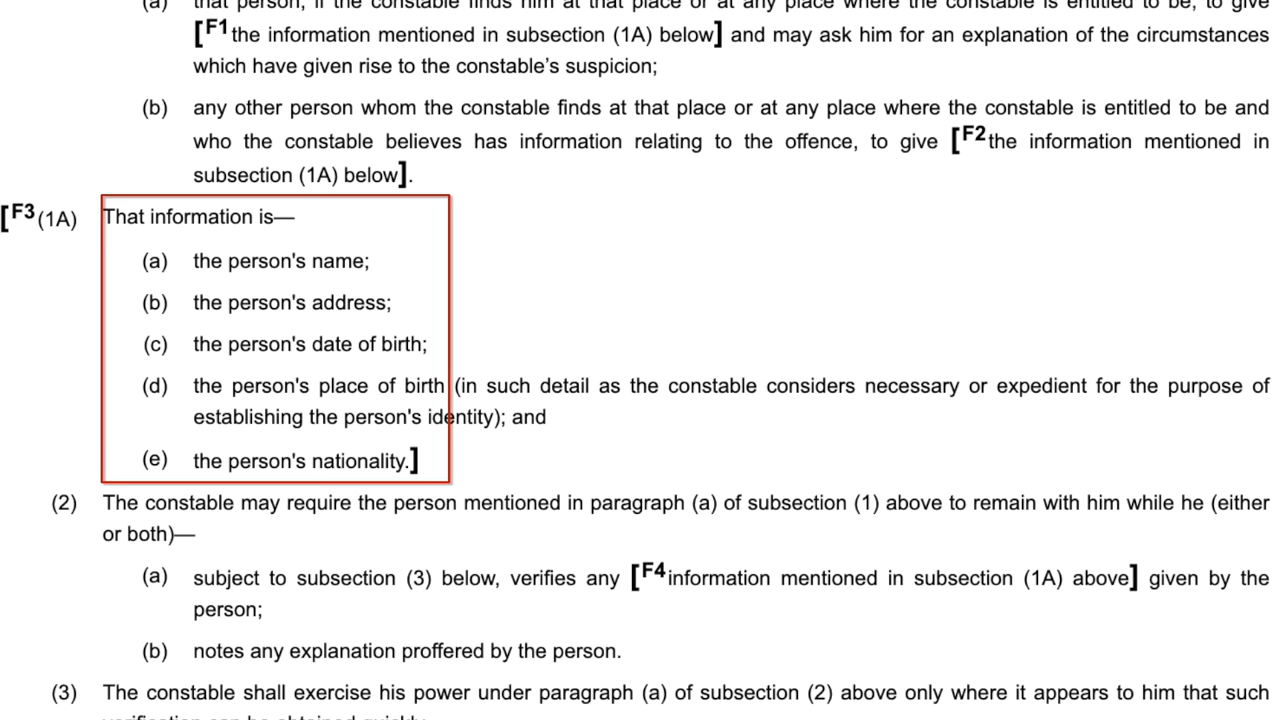 (a) that person, if the constable finds him at that place or at any place where the constable is entitled to be, to give
[F1the information mentioned in subsection (1A) below] and may ask him for an explanation of the circumstances
which have given rise to the constable’s suspicion;
(b) any other person whom the constable finds at that place or at any place where the constable is entitled to be and
who the constable believes has information relating to the offence, to give [F2the information mentioned in
subsection (1A) below].
[F3(1A) That information is—
(a) the person's name;
(b) the person's address;
(c) the person's date of birth;
(d) the person's place of birth (in such detail as the constable considers necessary or expedient for the purpose of
establishing the person's identity); and
(e) the person's nationality.]
(2) The constable may require the person mentioned in paragraph (a) of subsection (1) above to remain with him while he (either
or both)—
(a) subject to subsection (3) below, verifies any [F4information mentioned in subsection (1A) above] given by the
person;
(b) notes any explanation proffered by the person.
(3) The constable shall exercise his power under paragraph (a) of subsection (2) above only where it appears to him that such
verification can be obtained quickly.